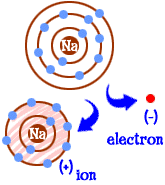 Na
(-)
electron
Na
(+) ion